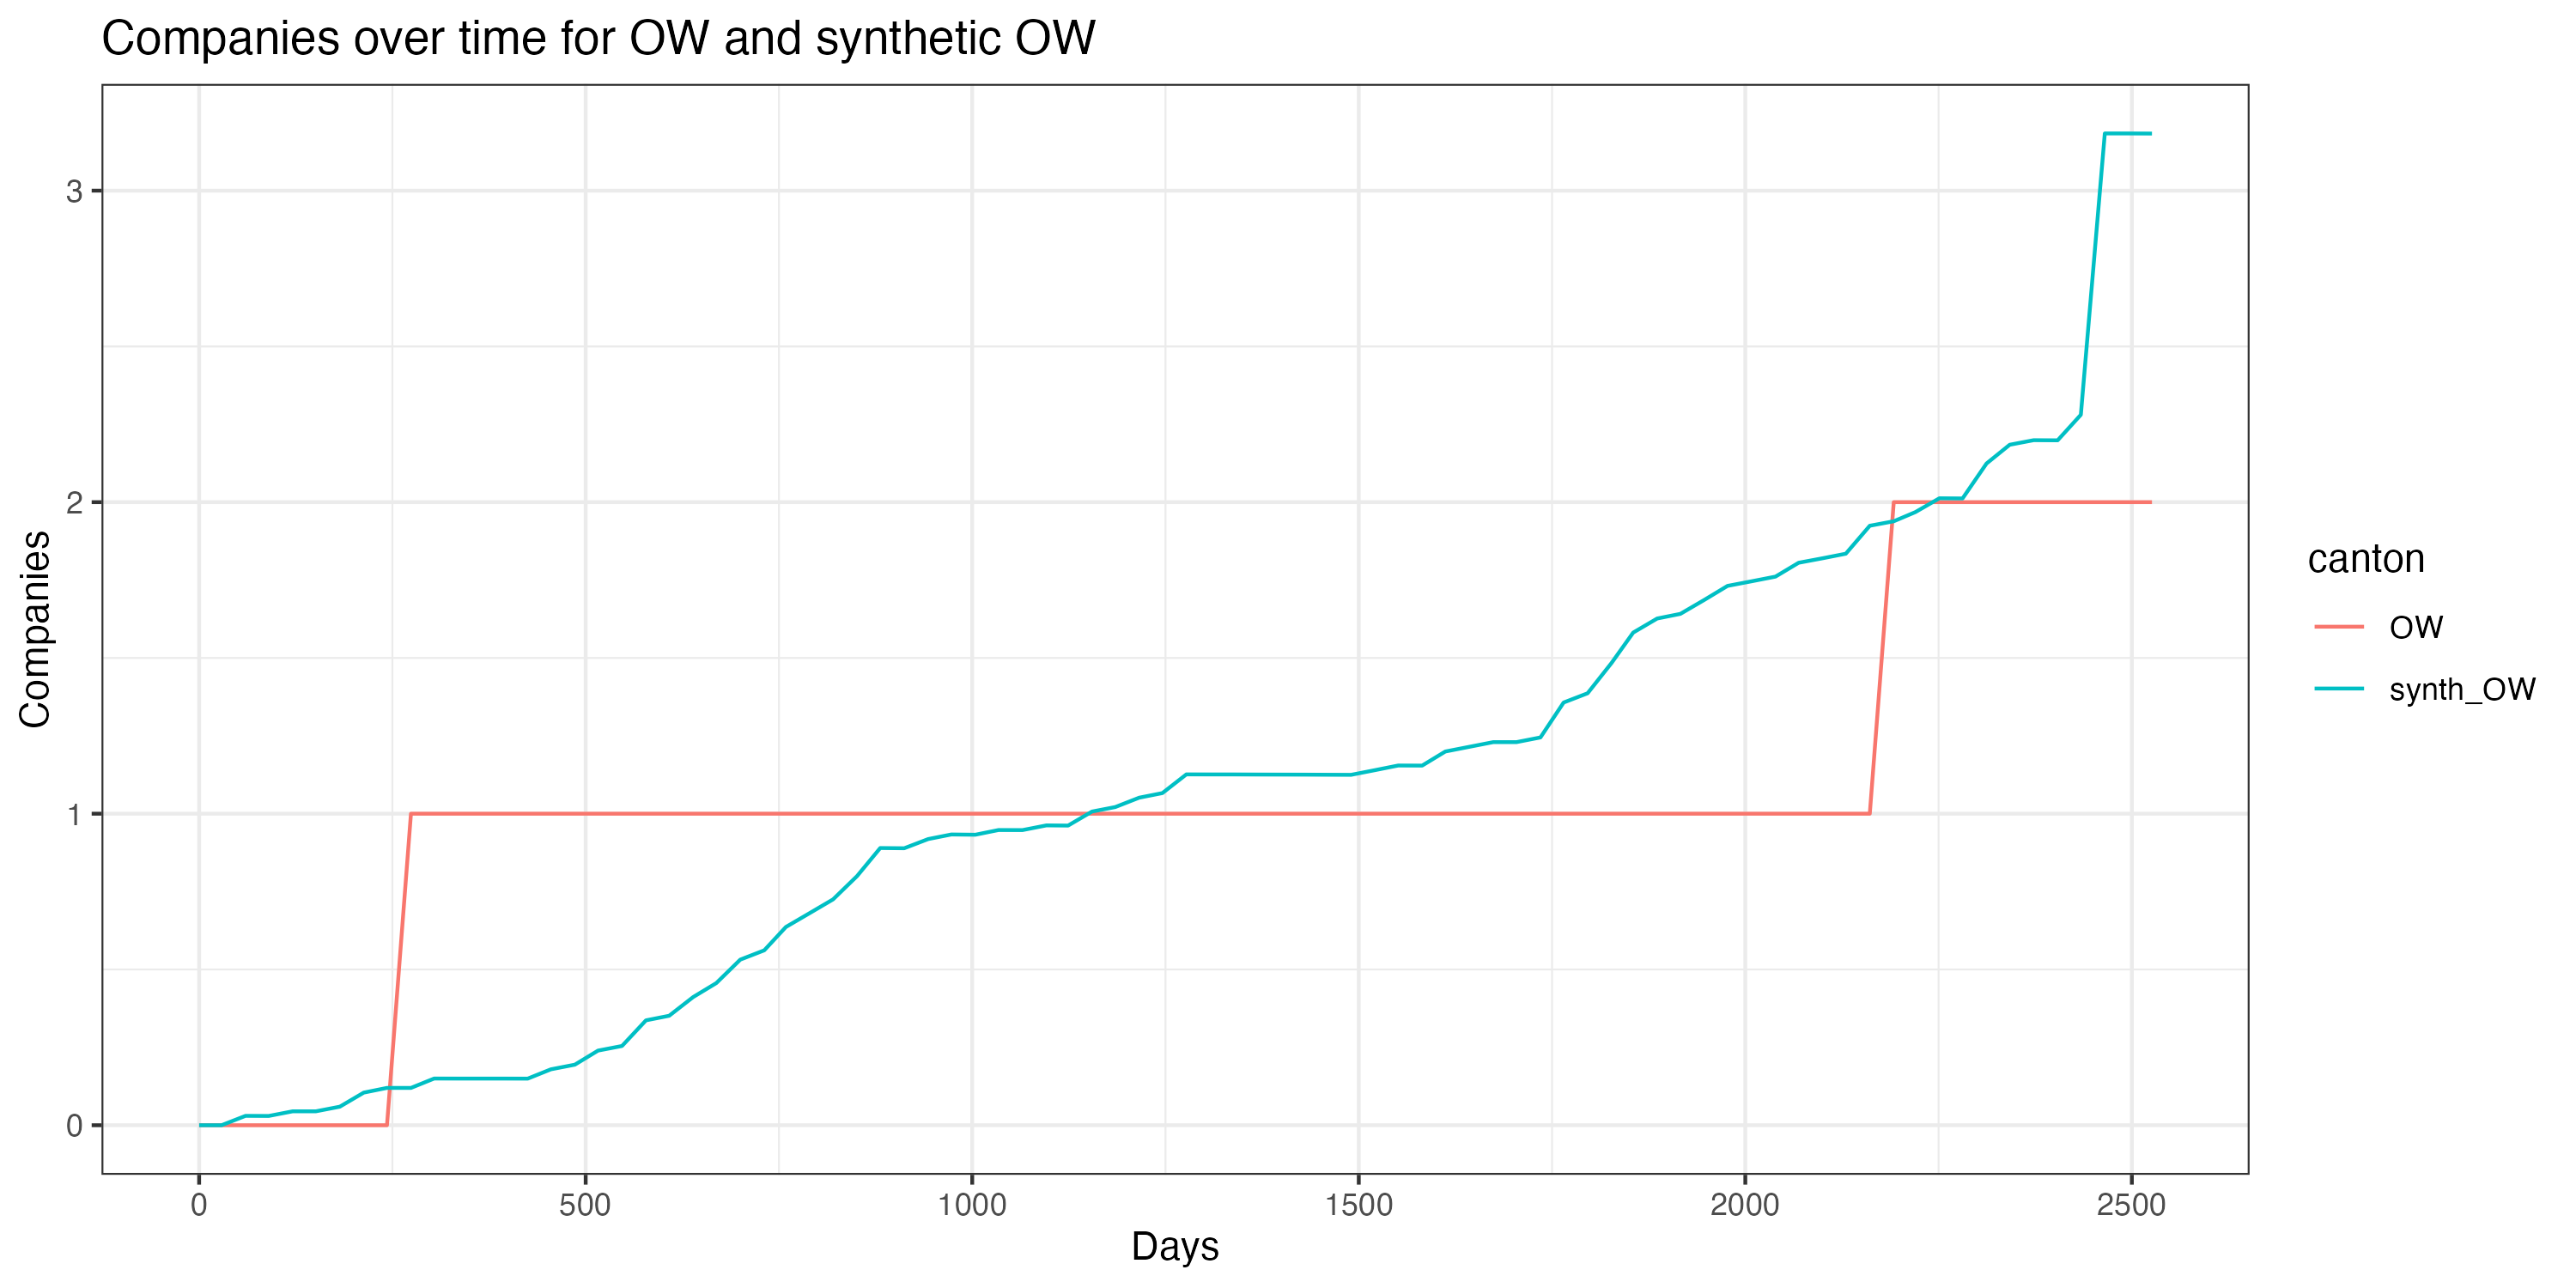 Companies over time for OW and synthetic OW
3
2
1
0
Companies
0 500 1000 1500 2000 2500
Days
canton
OW
synth_OW